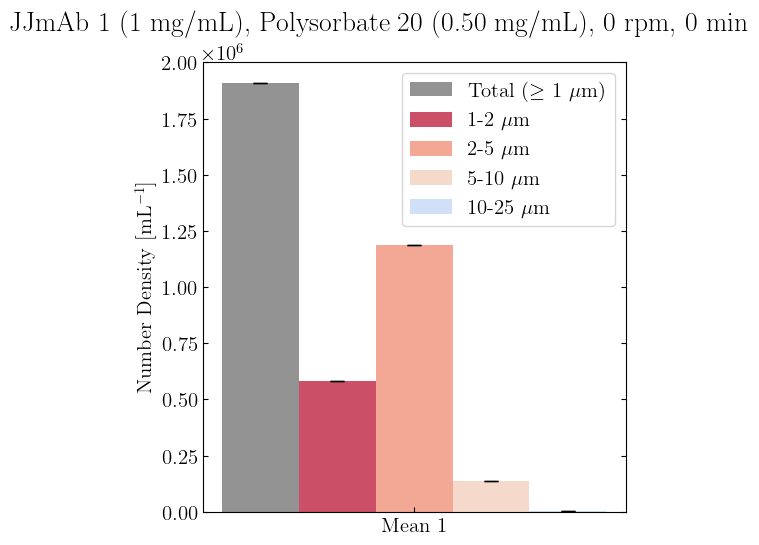 JJmAb 1 (1 mg/mL), Polysorbate 20 (0.50 mg/mL), 0 rpm, 0 min
×10⁶
2.00
1.75
1.50
1.25
1.00
0.75
0.50
0.25
0.00
Number Density [mL⁻¹]
Total (≥ 1 μm)
1-2 μm
2-5 μm
5-10 μm
10-25 μm
Mean 1